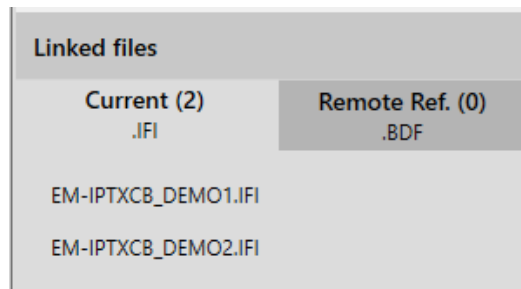 Linked files
Current (2)
.IFI
Remote Ref. (0)
.BDF
EM-IPTXCB_DEMO1.IFI
EM-IPTXCB_DEMO2.IFI